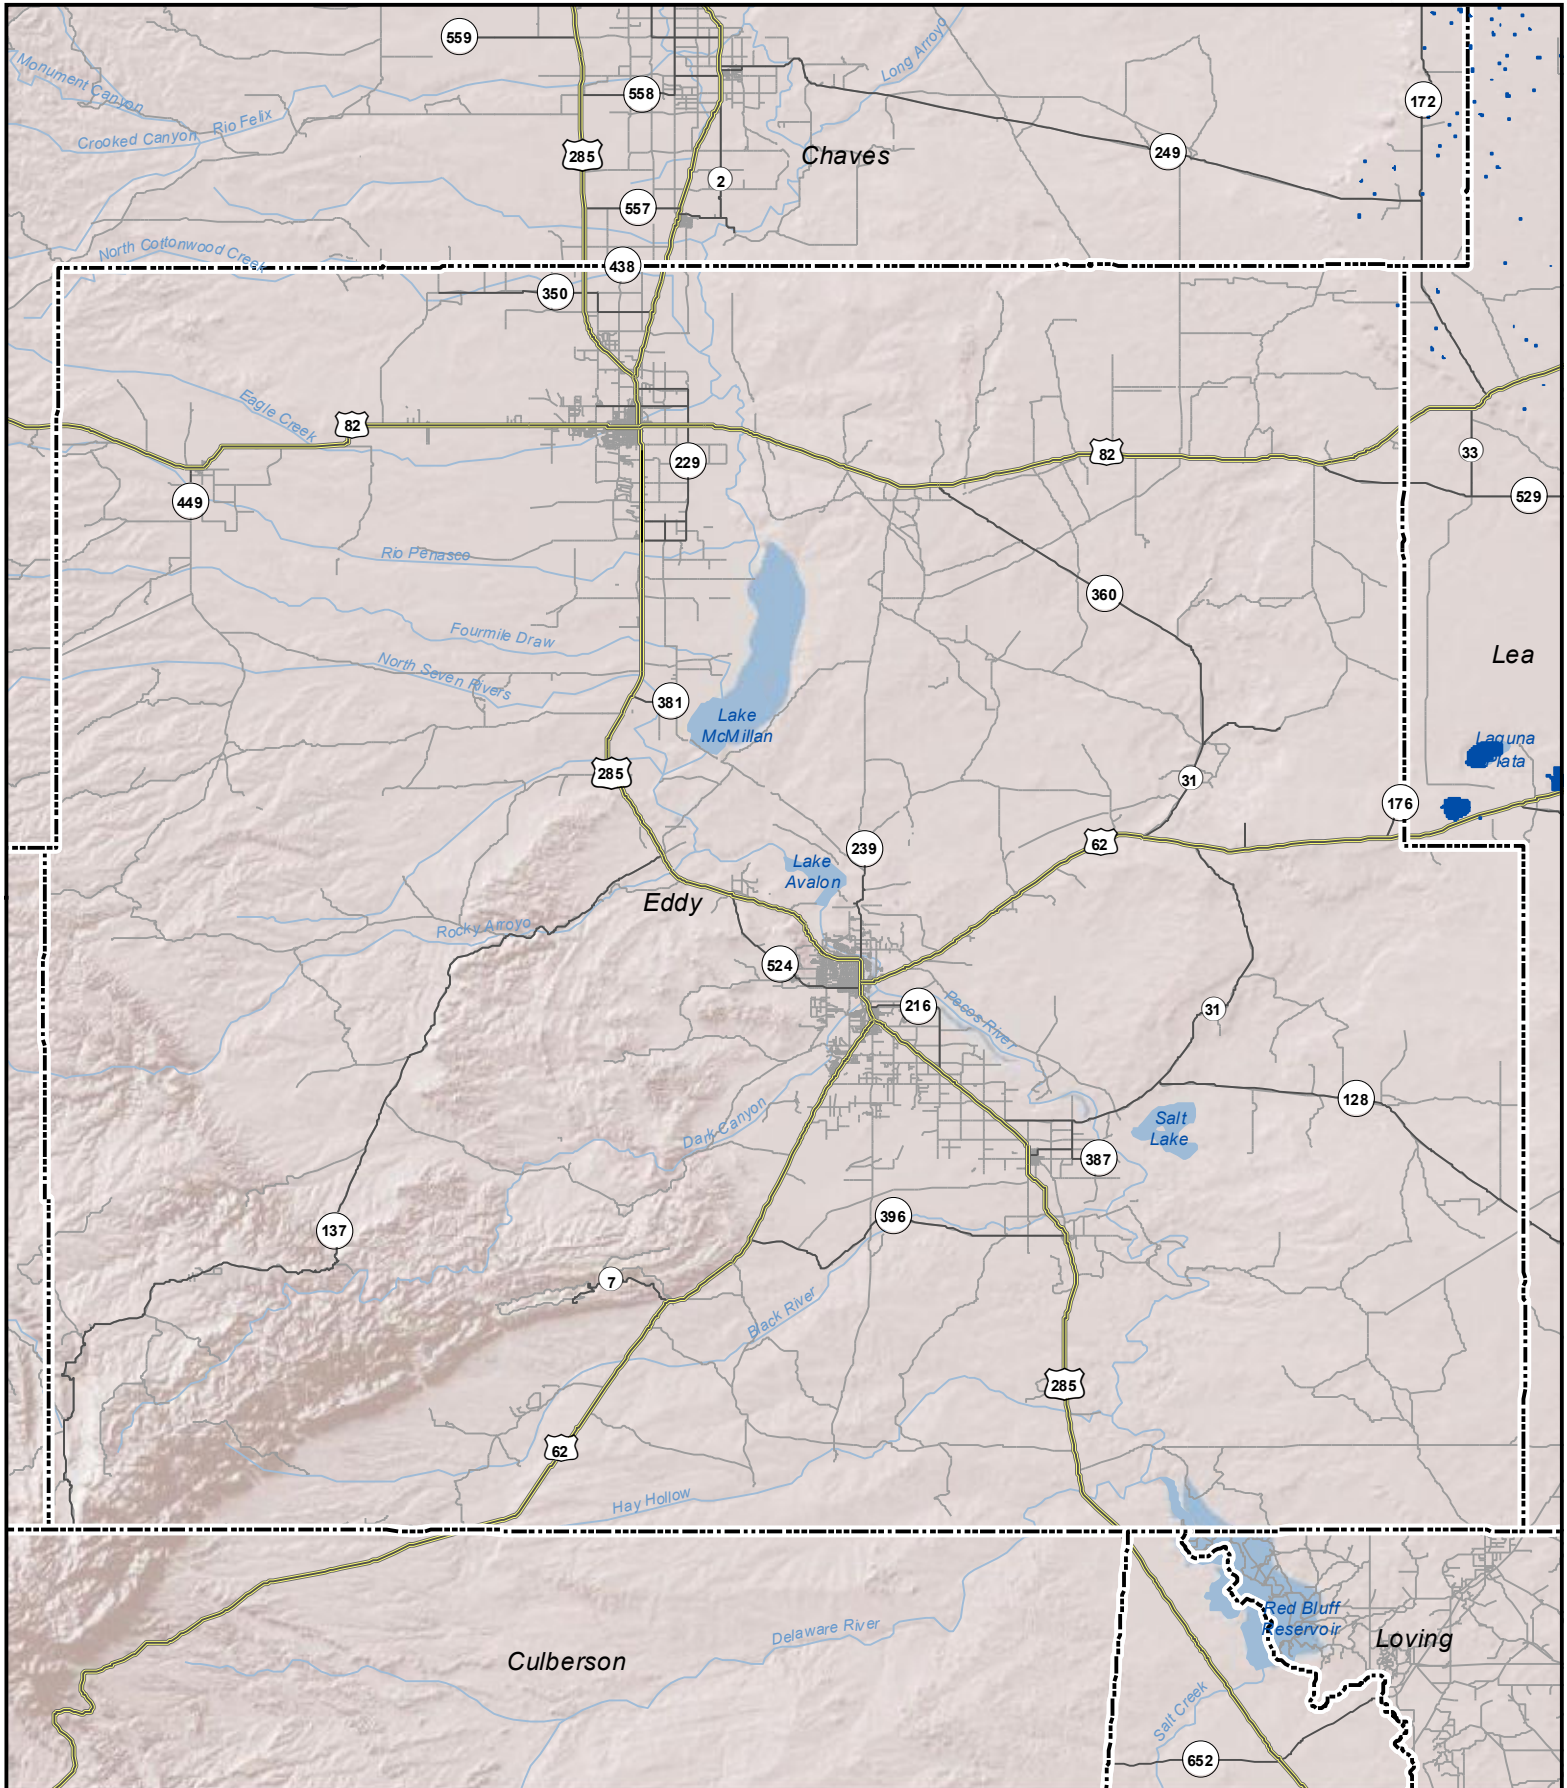 559
Monument Canyon
Long Arroyo
558
172
Crooked Canyon
Rio Felix
285
Chaves
249
2
557
North Cottonwood Creek
438
350
Eagle Creek
82
229
82
33
449
529
Rio Penasco
360
Fourmile Draw
North Seven Rivers
Lea
381
Lake
McMillan
Laguna
Plata
285
31
176
239
62
Lake
Avalon
Eddy
Rocky Arroyo
524
216
Pecos River
31
128
Dark Canyon
Salt
Lake
387
396
137
7
Black River
285
62
Hay Hollow
Red Bluff
Reservoir
Delaware River
Loving
Culberson
Salt Creek
652